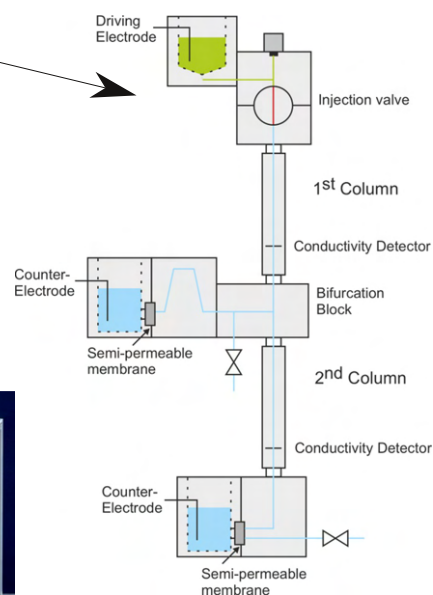 Driving
Electrode
Injection valve
1st Column
Conductivity Detector
Counter-
Electrode
Bifurcation
Block
Semi-permeable
membrane
2nd Column
Conductivity Detector
Counter-
Electrode
Semi-permeable
membrane